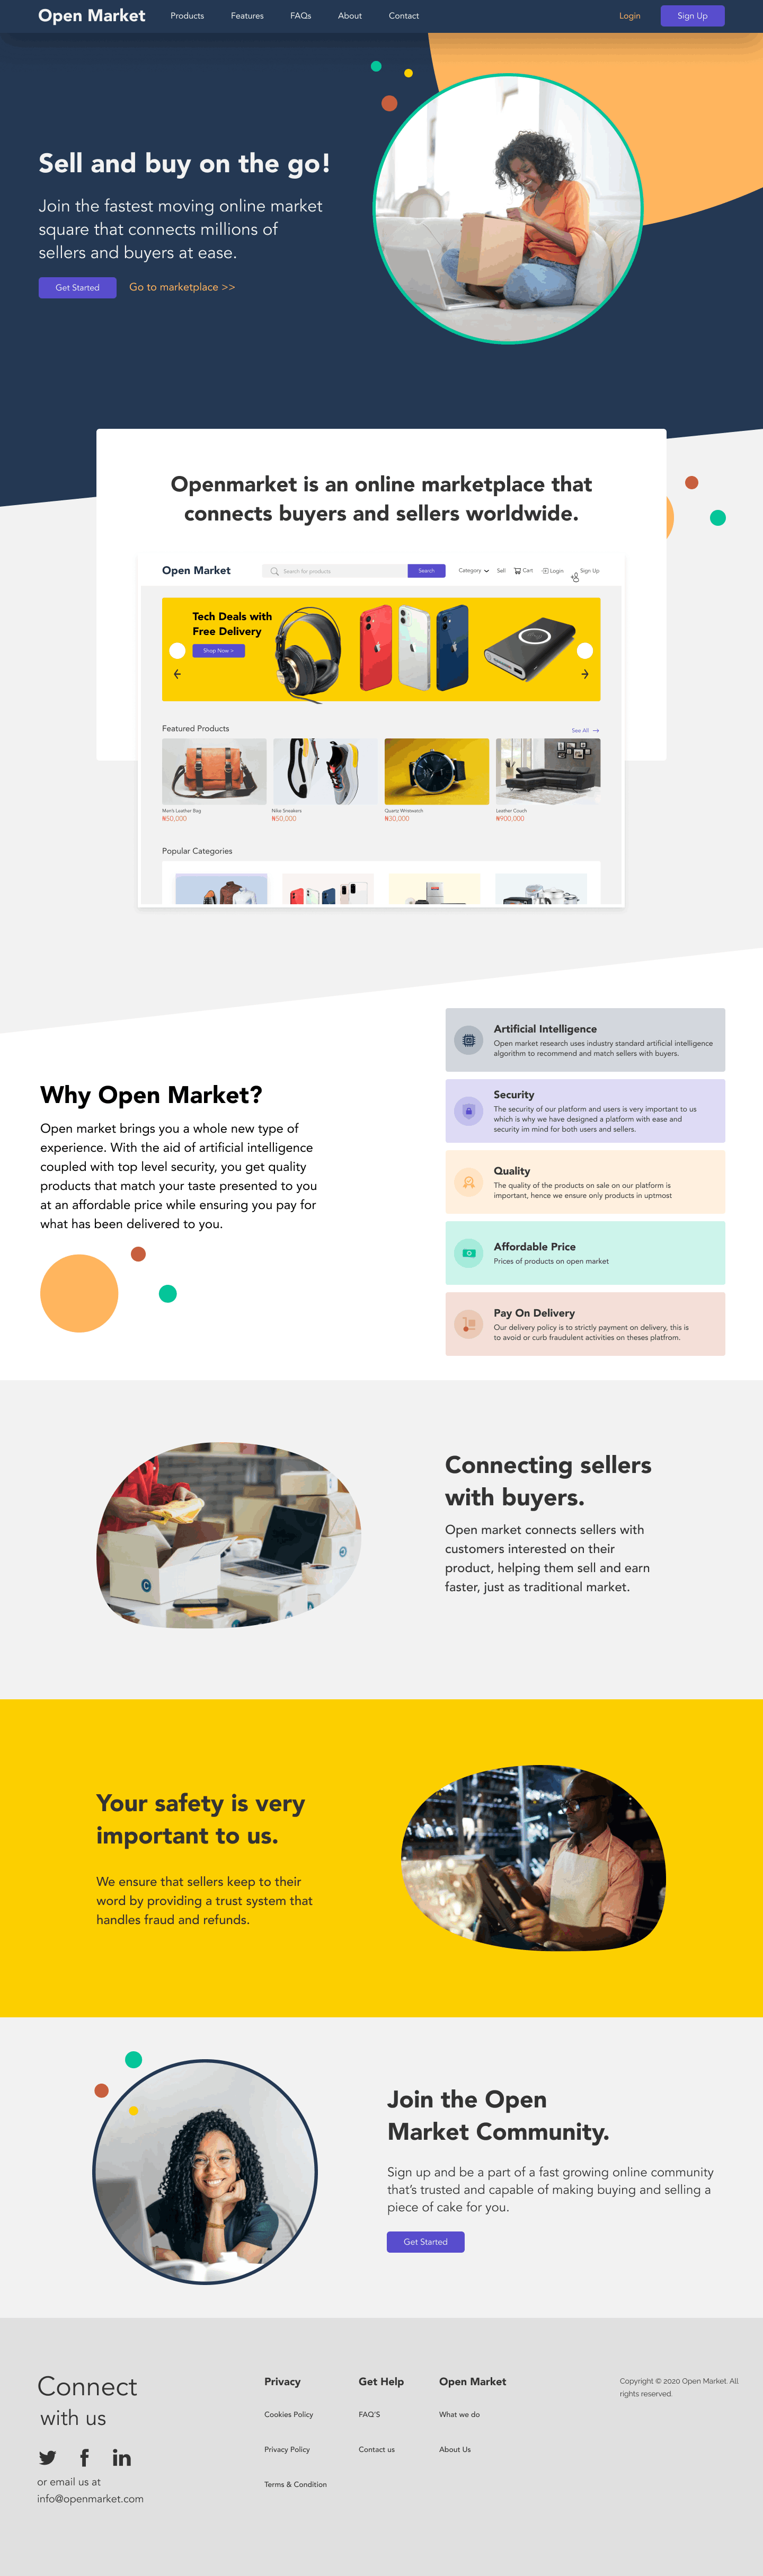 Open Market
Products
Features
FAQs
About
Contact
Login
Sign Up
Sell and buy on the go!
Join the fastest moving online market
square that connects millions of
sellers and buyers at ease.
Get Started
Go to marketplace >>
Openmarket is an online marketplace that
connects buyers and sellers worldwide.
Open Market
Search for products
Search
Category
Sell
Cart
Login
Sign Up
Tech Deals with
Free Delivery
Shop Now >
Featured Products
See All
Men's Leather Bag
₦50,000
Nike Sneakers
₦50,000
Quartz Wristwatch
₦30,000
Leather Couch
₦900,000
Popular Categories
Why Open Market?
Open market brings you a whole new type of
experience. With the aid of artificial intelligence
coupled with top level security, you get quality
products that match your taste presented to you
at an affordable price while ensuring you pay for
what has been delivered to you.
Artificial Intelligence
Open market research uses industry standard artificial intelligence
algorithm to recommend and match sellers with buyers.
Security
The security of our platform and users is very important to us
which is why we have designed a platform with ease and
security im mind for both users and sellers.
Quality
The quality of the products on sale on our platform is
important, hence we ensure only products in uptmost
Affordable Price
Prices of products on open market
Pay On Delivery
Our delivery policy is to strictly payment on delivery, this is
to avoid or curb fraudulent activities on theses platfrom.
Connecting sellers
with buyers.
Open market connects sellers with
customers interested on their
product, helping them sell and earn
faster, just as traditional market.
Your safety is very
important to us.
We ensure that sellers keep to their
word by providing a trust system that
handles fraud and refunds.
Join the Open
Market Community.
Sign up and be a part of a fast growing online community
that's trusted and capable of making buying and selling a
piece of cake for you.
Get Started
Connect
with us
or email us at
info@openmarket.com
Privacy
Cookies Policy
Privacy Policy
Terms & Condition
Get Help
FAQ'S
Contact us
Open Market
What we do
About Us
Copyright © 2020 Open Market. All
rights reserved.